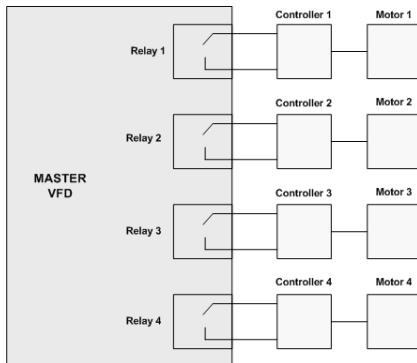 Controller 1 Motor 1
Relay 1
Controller 2 Motor 2
Relay 2
MASTER
VFD
Controller 3 Motor 3
Relay 3
Controller 4 Motor 4
Relay 4